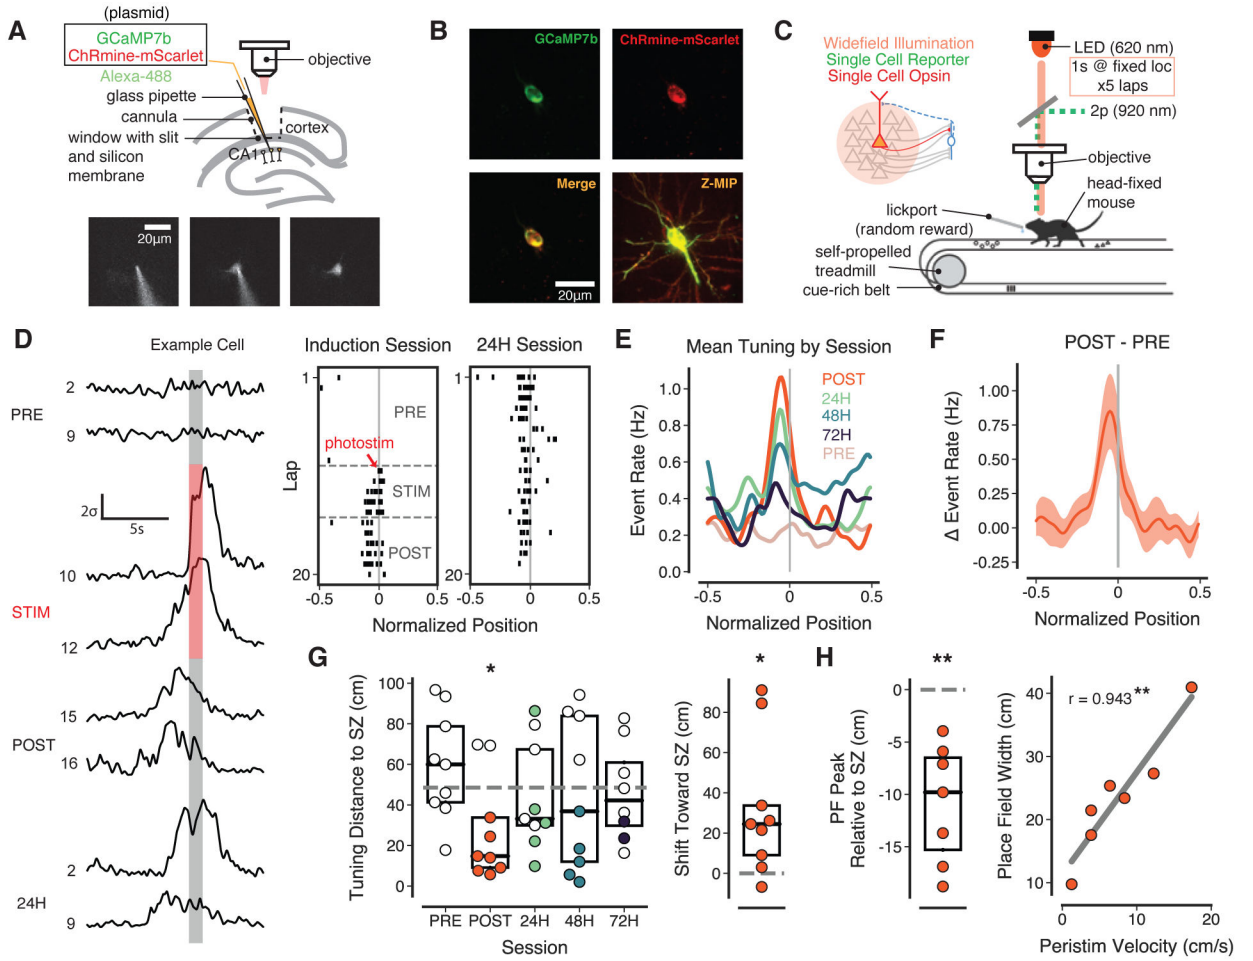 A
(plasmid)
GCaMP7b
ChRmine-mScarlet
Alexa-488
glass pipette
cannula
window with slit
and silicon
membrane
objective
cortex
CA1
20μm
B
GCaMP7b
ChRmine-mScarlet
Merge
Z-MIP
20μm
C
Widefield Illumination
Single Cell Reporter
Single Cell Opsin
LED (620 nm)
1s @ fixed loc
x5 laps
2p (920 nm)
objective
head-fixed
mouse
lickport
(random reward)
self-propelled
treadmill
cue-rich belt
D
Example Cell
PRE
2
9
STIM
10
12
2σ
5s
POST
15
16
24H
2
9
Induction Session
24H Session
Lap
1
20
PRE
photostim
STIM
POST
-0.5
0
0.5
1
20
-0.5
0
0.5
Normalized Position
E
Mean Tuning by Session
POST
24H
48H
72H
PRE
Event Rate (Hz)
1.0
0.8
0.6
0.4
0.2
0.0
-0.5
0
0.5
Normalized Position
F
POST - PRE
Δ Event Rate (Hz)
1.00
0.75
0.50
0.25
0.00
-0.25
-0.5
0
0.5
Normalized Position
G
*
Tuning Distance to SZ (cm)
100
80
60
40
20
0
PRE
POST
24H
48H
72H
Session
*
Shift Toward SZ (cm)
80
60
40
20
0
H
**
PF Peak
Relative to SZ (cm)
0
-5
-10
-15
r = 0.943**
Place Field Width (cm)
40
30
20
10
0
10
20
Peristim Velocity (cm/s)